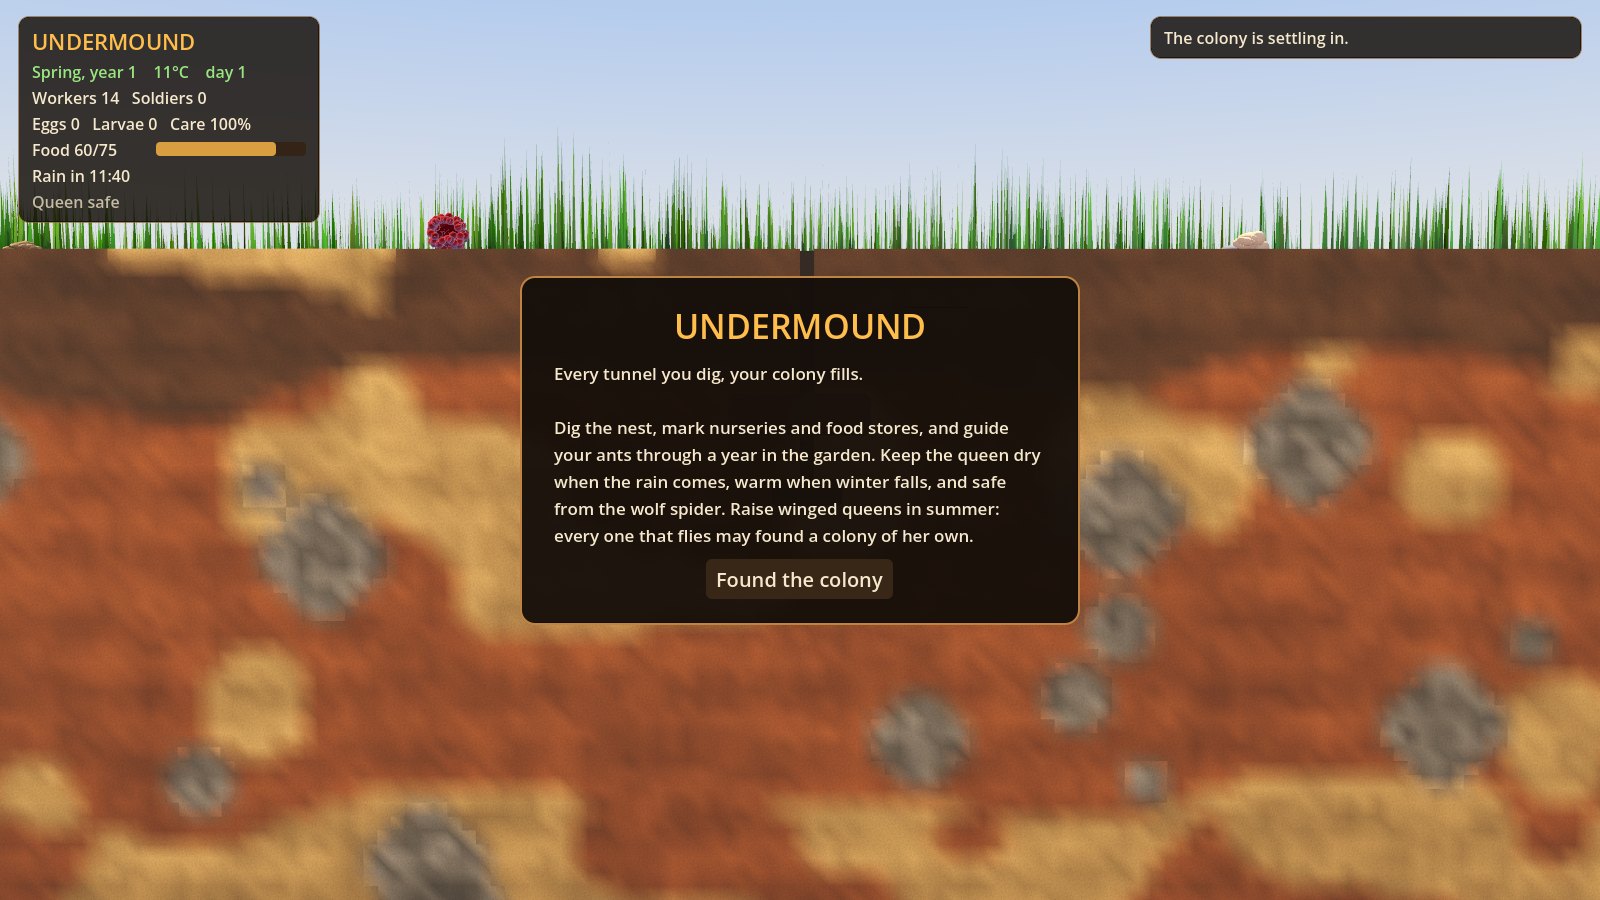 UNDERMOUND
Spring, year 1 11°C day 1
Workers 14 Soldiers 0
Eggs 0 Larvae 0 Care 100%
Food 60/75
Rain in 11:40
Queen safe
The colony is settling in.
UNDERMOUND
Every tunnel you dig, your colony fills.
Dig the nest, mark nurseries and food stores, and guide
your ants through a year in the garden. Keep the queen dry
when the rain comes, warm when winter falls, and safe
from the wolf spider. Raise winged queens in summer:
every one that flies may found a colony of her own.
Found the colony